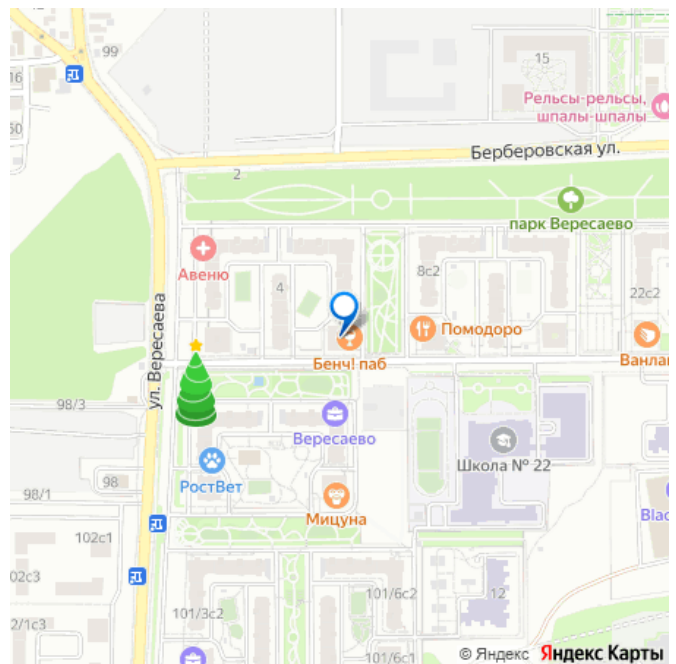 99
16
60
15
Рельсы-рельсы,
шпалы-шпалы
Берберовская ул.
2
парк Вересаево
Авеню
4
8с2
22с2
ул. Вересаева
Помодоро
Бенч! паб
Ванлав
98/3
Вересаево
Школа № 22
98
РостВет
98/1
Мицуна
Blac
102с1
02с3
101/6с2
12
2/1с3
101/3с2
101/6с1
© Яндекс Яндекс Карты